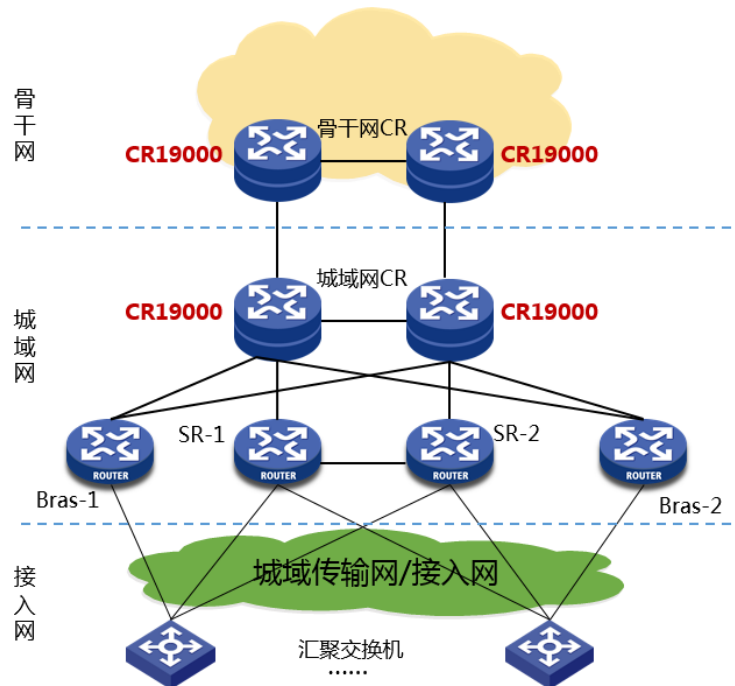 骨干网
骨干网CR
CR19000
CR19000
城域网
城域网CR
CR19000
CR19000
SR-1
SR-2
ROUTER
ROUTER
ROUTER
ROUTER
Bras-1
Bras-2
接入网
城域传输网/接入网
汇聚交换机
......